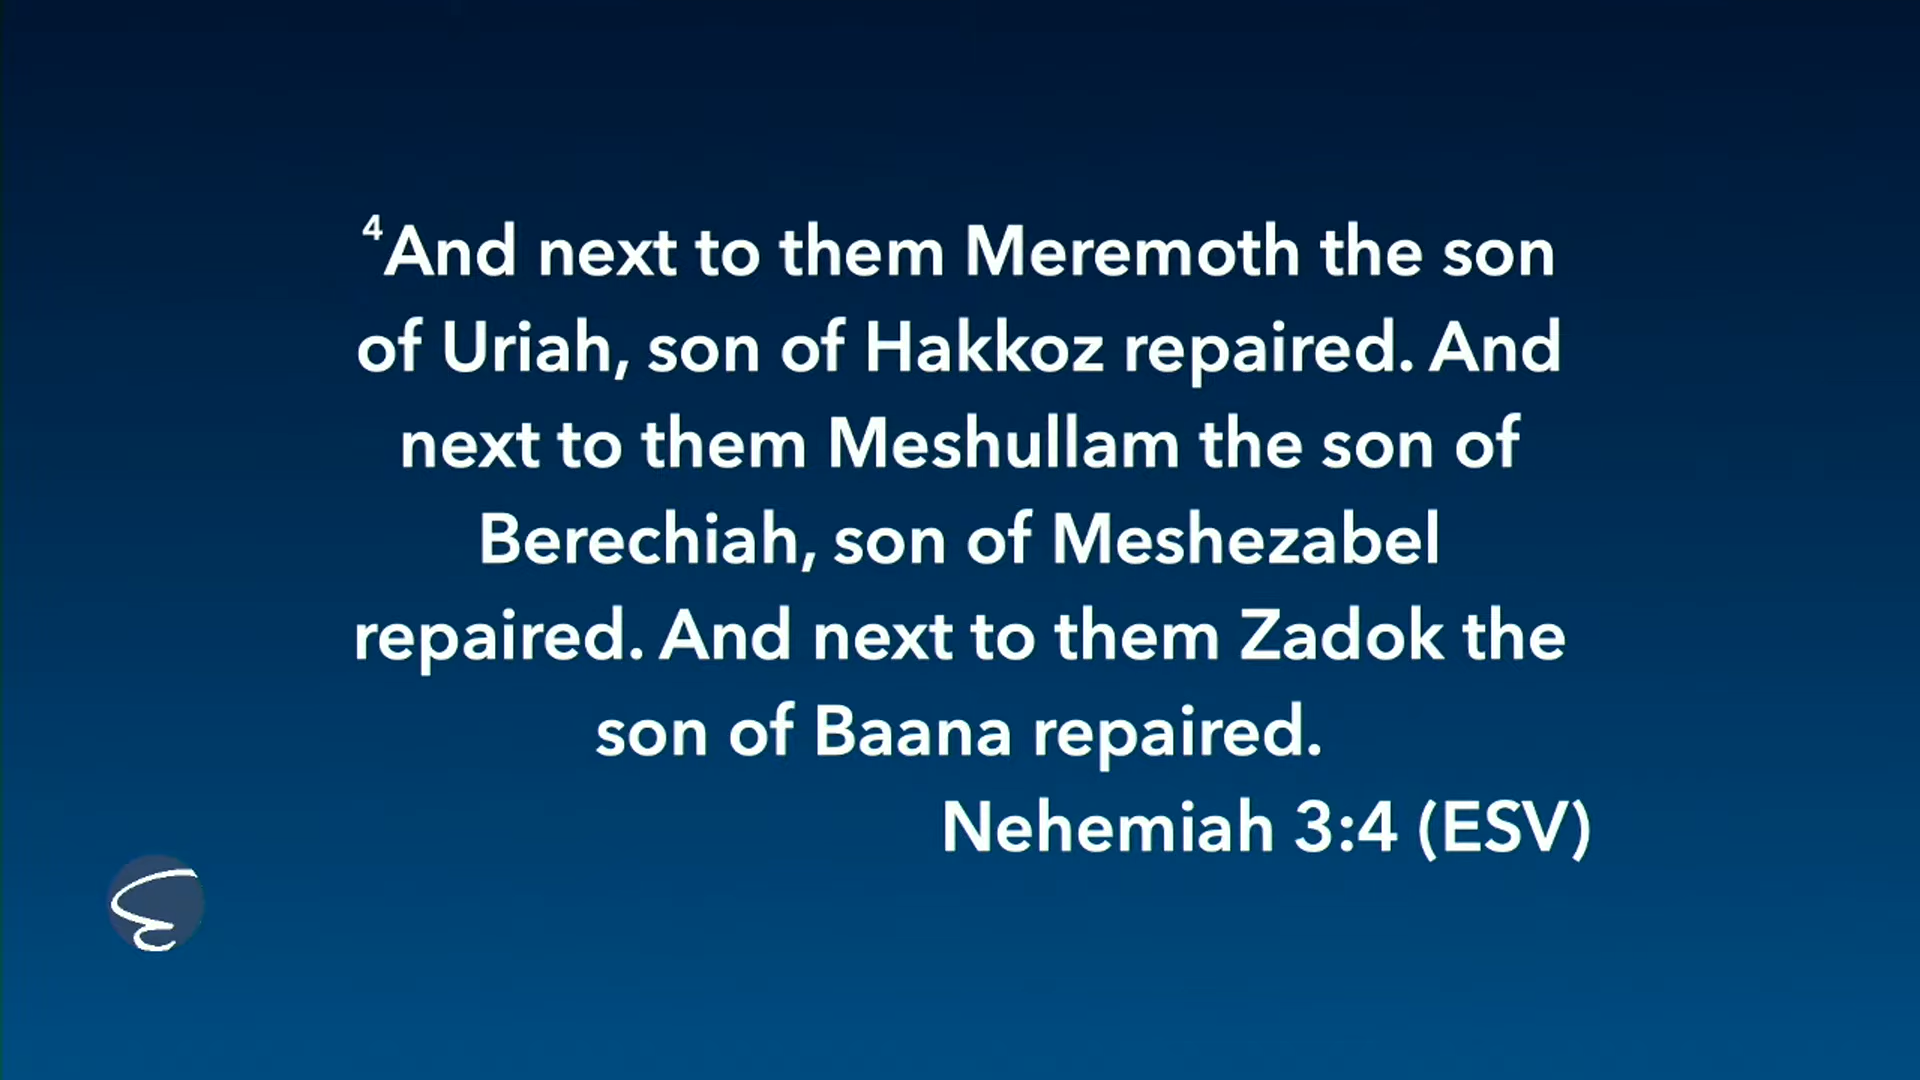 ⁴And next to them Meremoth the son
of Uriah, son of Hakkoz repaired. And
next to them Meshullam the son of
Berechiah, son of Meshezabel
repaired. And next to them Zadok the
son of Baana repaired.
Nehemiah 3:4 (ESV)